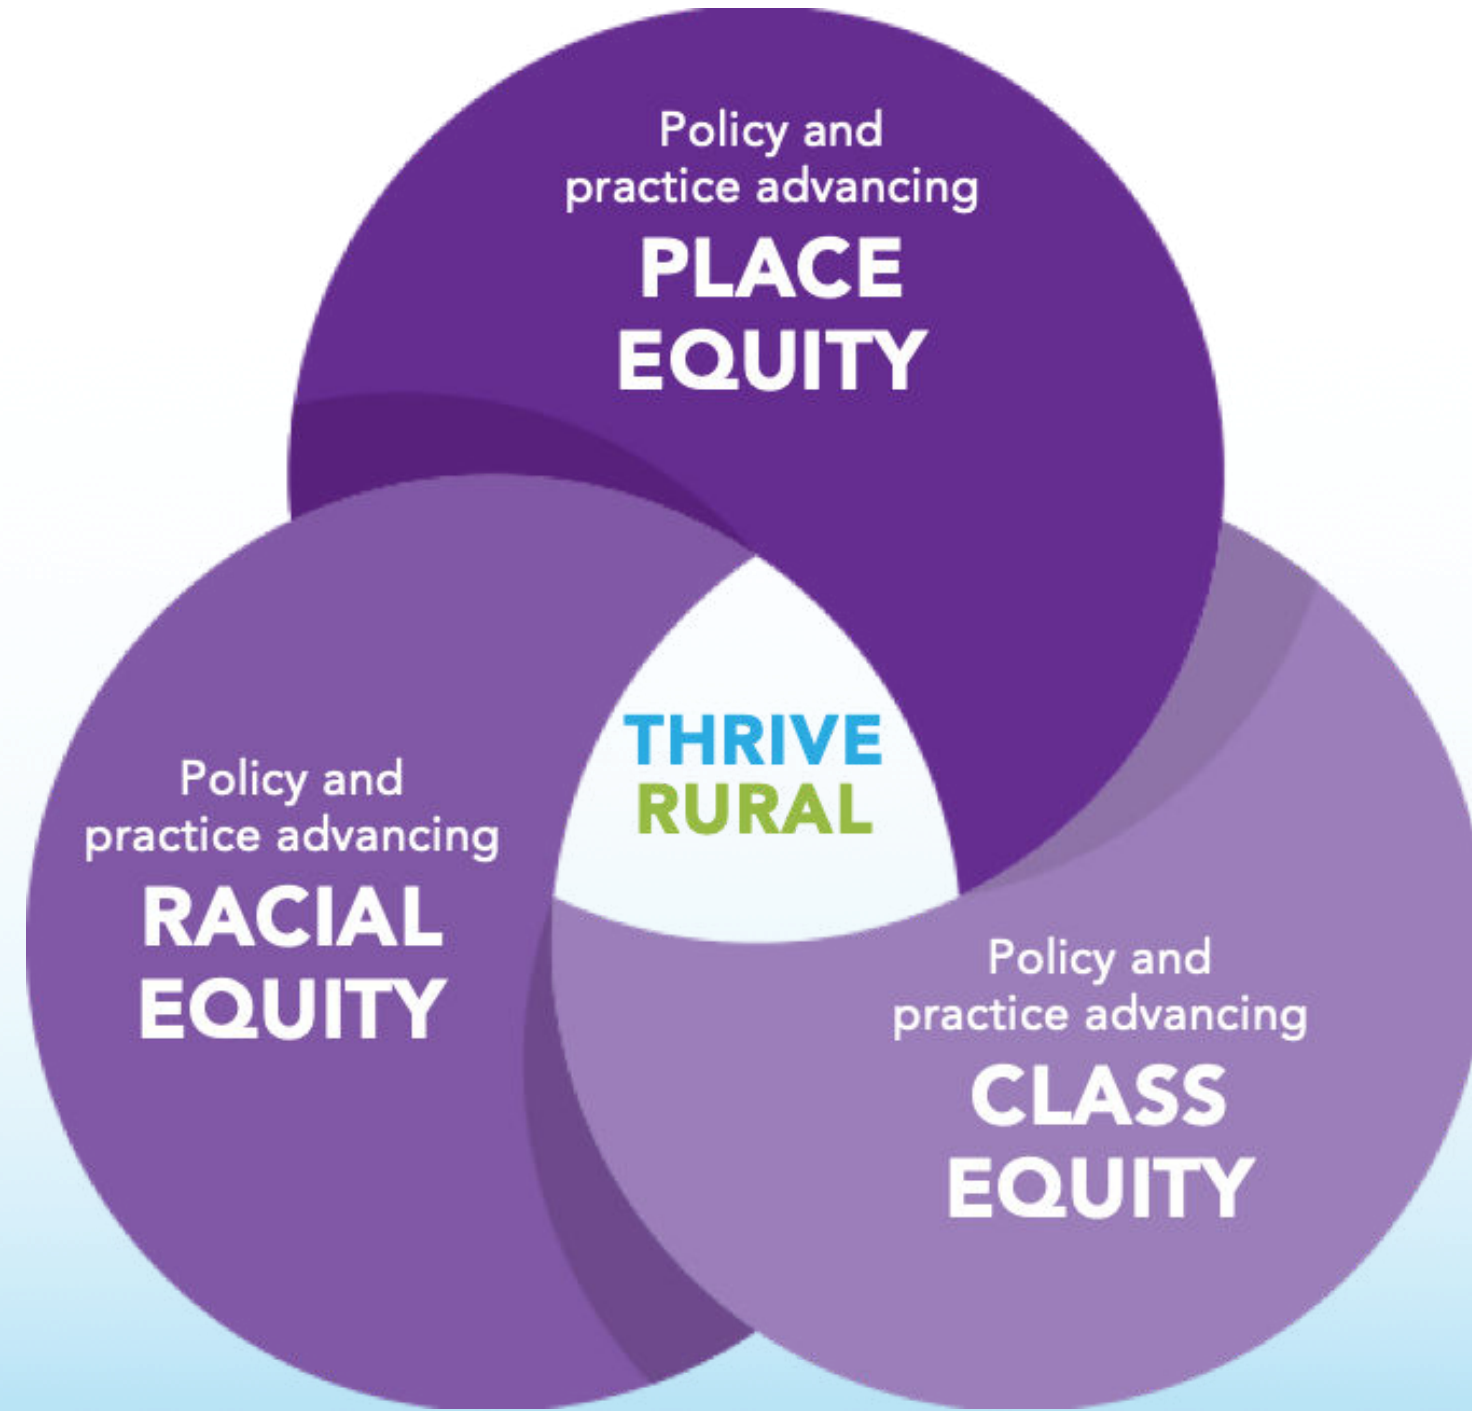 Policy and
practice advancing
PLACE
EQUITY
THRIVE
RURAL
Policy and
practice advancing
RACIAL
EQUITY
Policy and
practice advancing
CLASS
EQUITY